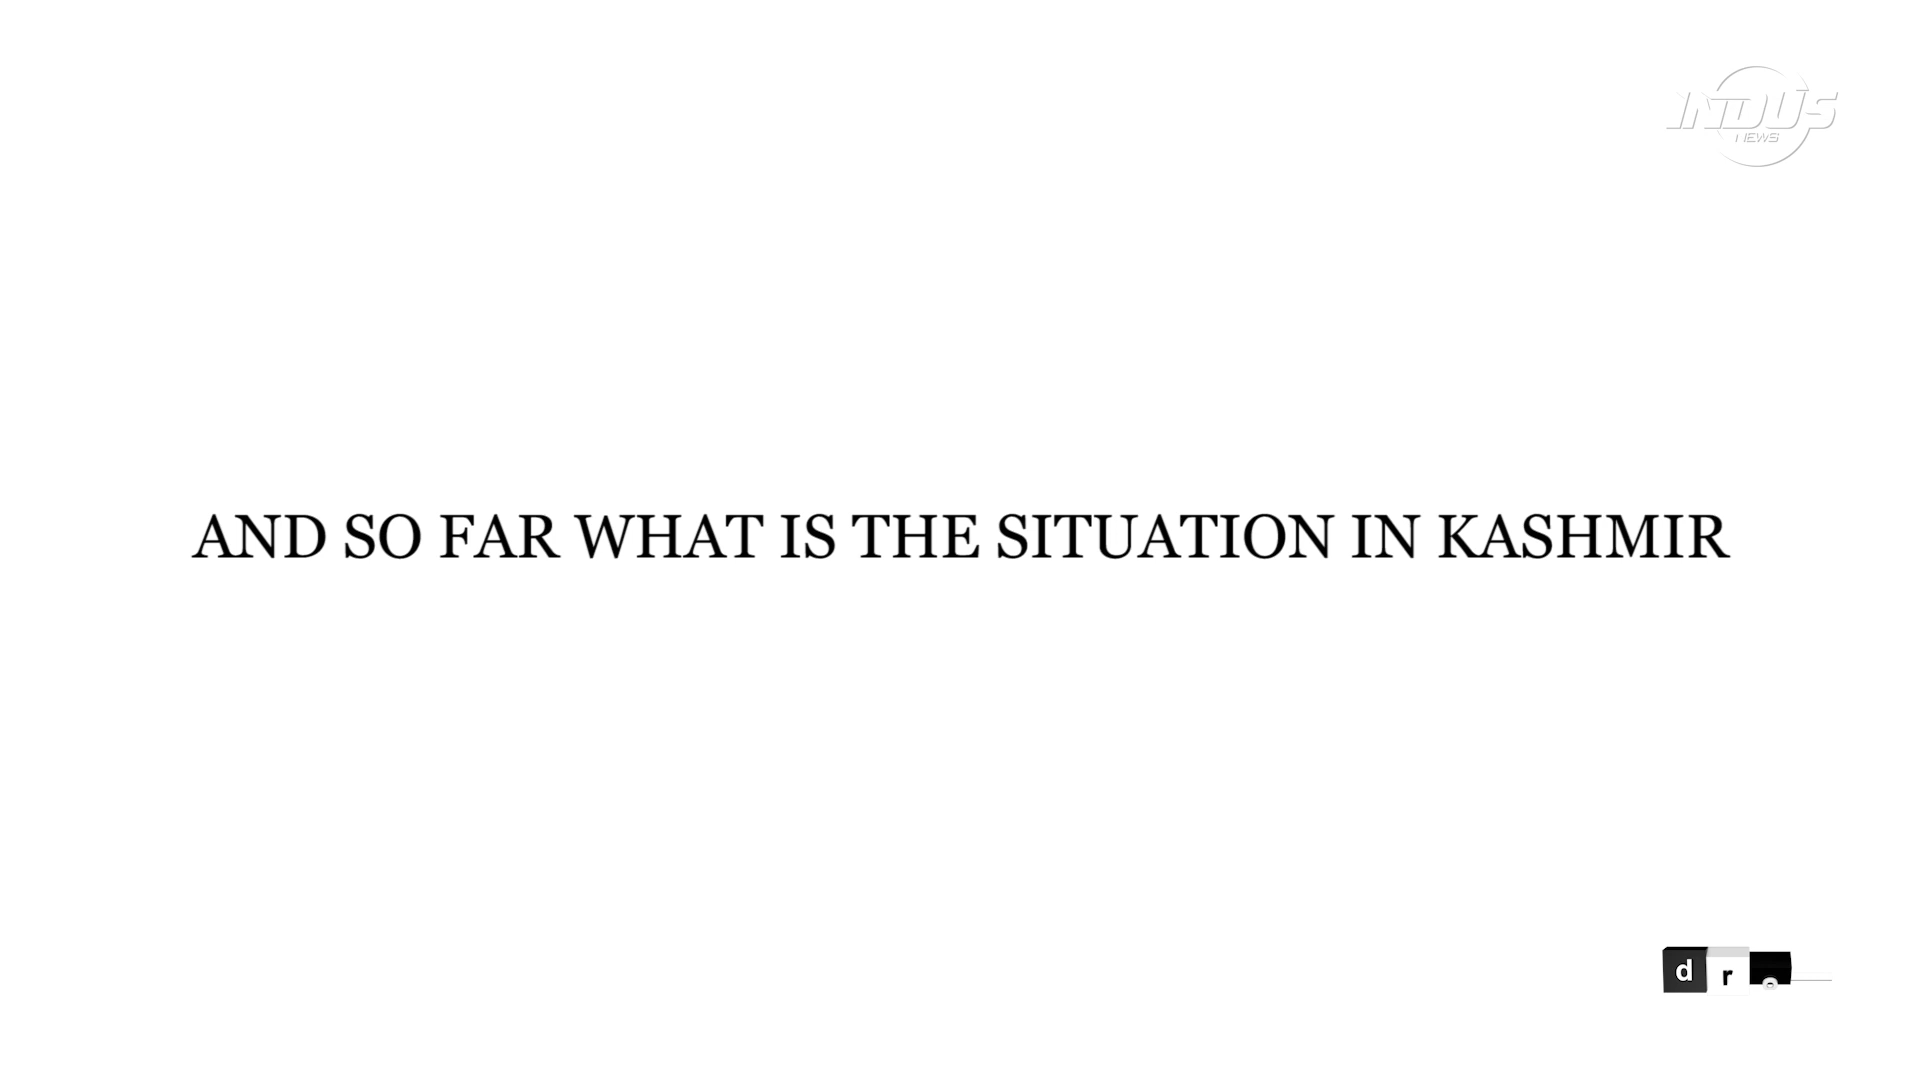 INDUS
NEWS
AND SO FAR WHAT IS THE SITUATION IN KASHMIR
d r